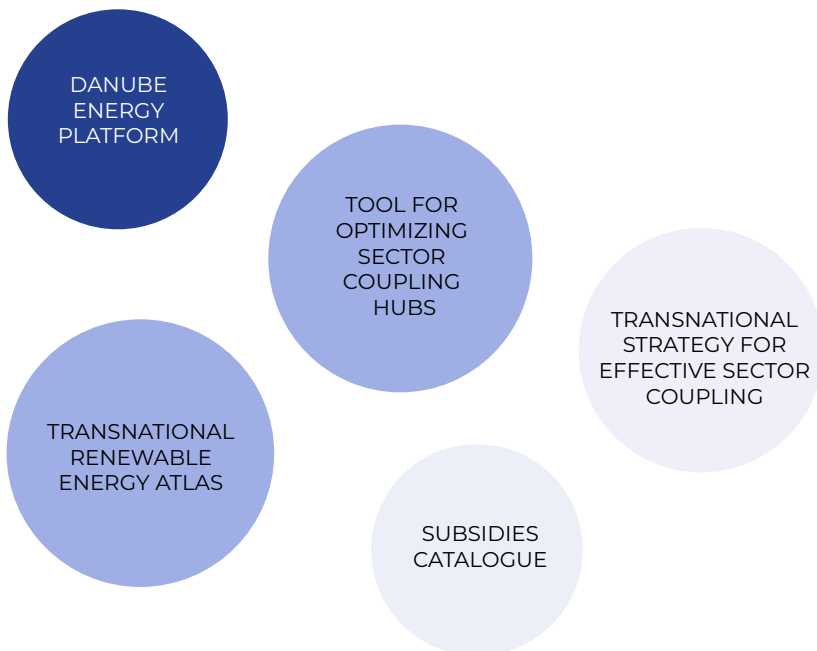 DANUBE
ENERGY
PLATFORM
TOOL FOR
OPTIMIZING
SECTOR
COUPLING
HUBS
TRANSNATIONAL
STRATEGY FOR
EFFECTIVE SECTOR
COUPLING
TRANSNATIONAL
RENEWABLE
ENERGY ATLAS
SUBSIDIES
CATALOGUE